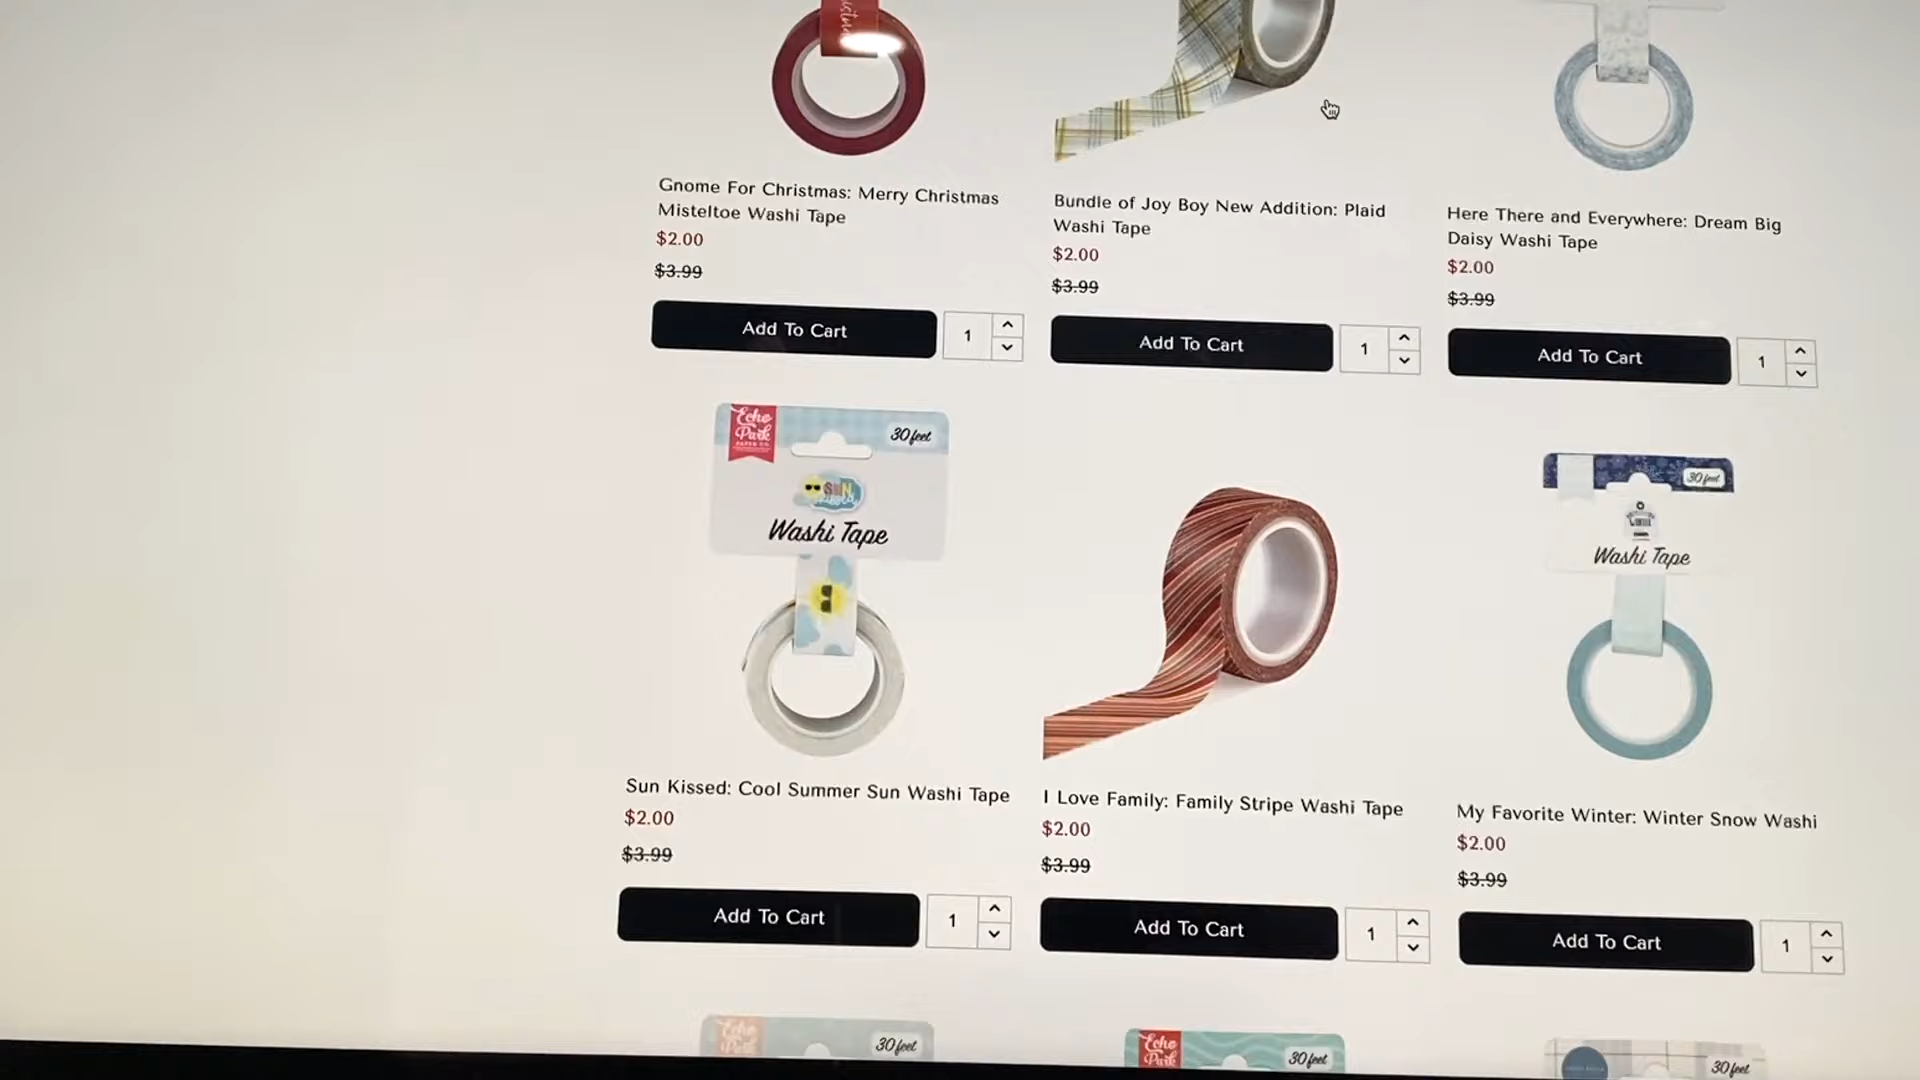 Gnome For Christmas: Merry Christmas
Misteltoe Washi Tape
$2.00
$3.99
Add To Cart
1
Bundle of Joy Boy New Addition: Plaid
Washi Tape
$2.00
$3.99
Add To Cart
1
Here There and Everywhere: Dream Big
Daisy Washi Tape
$2.00
$3.99
Add To Cart
1
Echo
Park
PAPER CO.
30 feet
SUN
Washi Tape
Sun Kissed: Cool Summer Sun Washi Tape
$2.00
$3.99
Add To Cart
1
I Love Family: Family Stripe Washi Tape
$2.00
$3.99
Add To Cart
1
30 feet
Washi Tape
My Favorite Winter: Winter Snow Washi
$2.00
$3.99
Add To Cart
1
Echo
Park
30 feet
Echo
Park
30 feet
30 feet